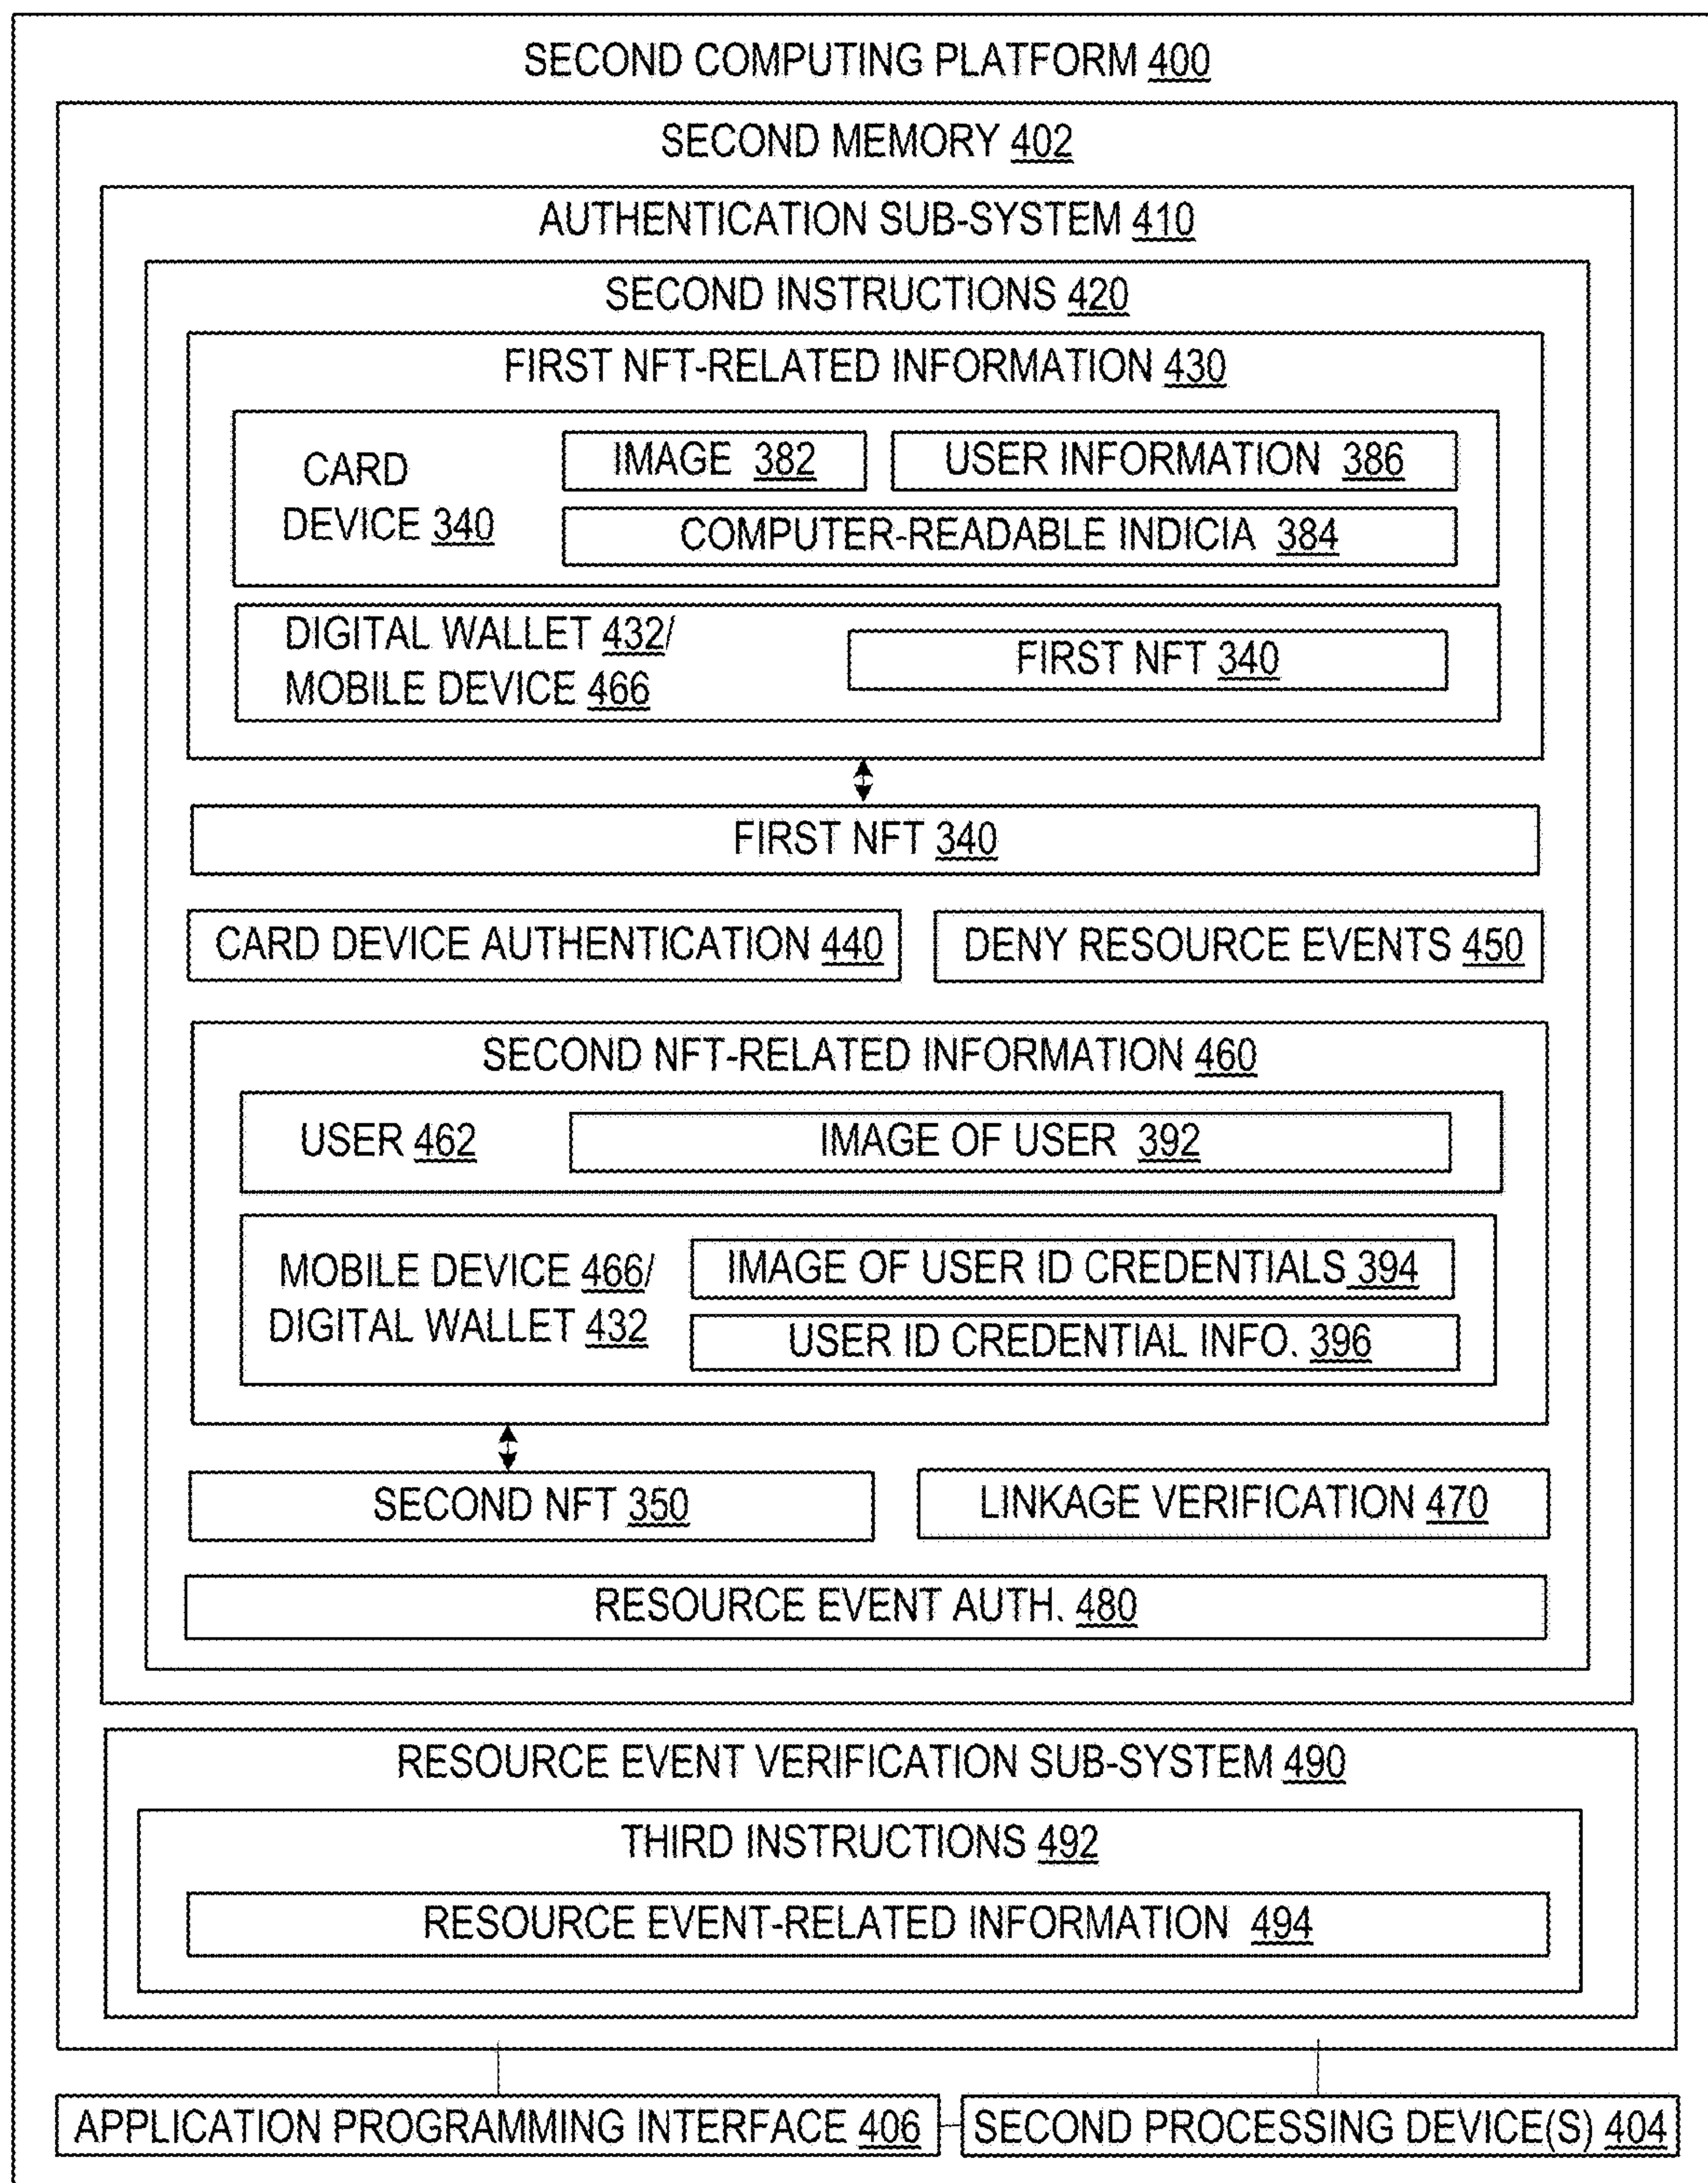 SECOND COMPUTING PLATFORM 400
SECOND MEMORY 402
AUTHENTICATION SUB-SYSTEM 410
SECOND INSTRUCTIONS 420
FIRST NFT-RELATED INFORMATION 430
CARD
DEVICE 340
IMAGE 382
USER INFORMATION 386
COMPUTER-READABLE INDICIA 384
DIGITAL WALLET 432/
MOBILE DEVICE 466
FIRST NFT 340
FIRST NFT 340
CARD DEVICE AUTHENTICATION 440
DENY RESOURCE EVENTS 450
SECOND NFT-RELATED INFORMATION 460
USER 462
IMAGE OF USER 392
MOBILE DEVICE 466/
DIGITAL WALLET 432
IMAGE OF USER ID CREDENTIALS 394
USER ID CREDENTIAL INFO. 396
SECOND NFT 350
LINKAGE VERIFICATION 470
RESOURCE EVENT AUTH. 480
RESOURCE EVENT VERIFICATION SUB-SYSTEM 490
THIRD INSTRUCTIONS 492
RESOURCE EVENT-RELATED INFORMATION 494
APPLICATION PROGRAMMING INTERFACE 406
SECOND PROCESSING DEVICE(S) 404